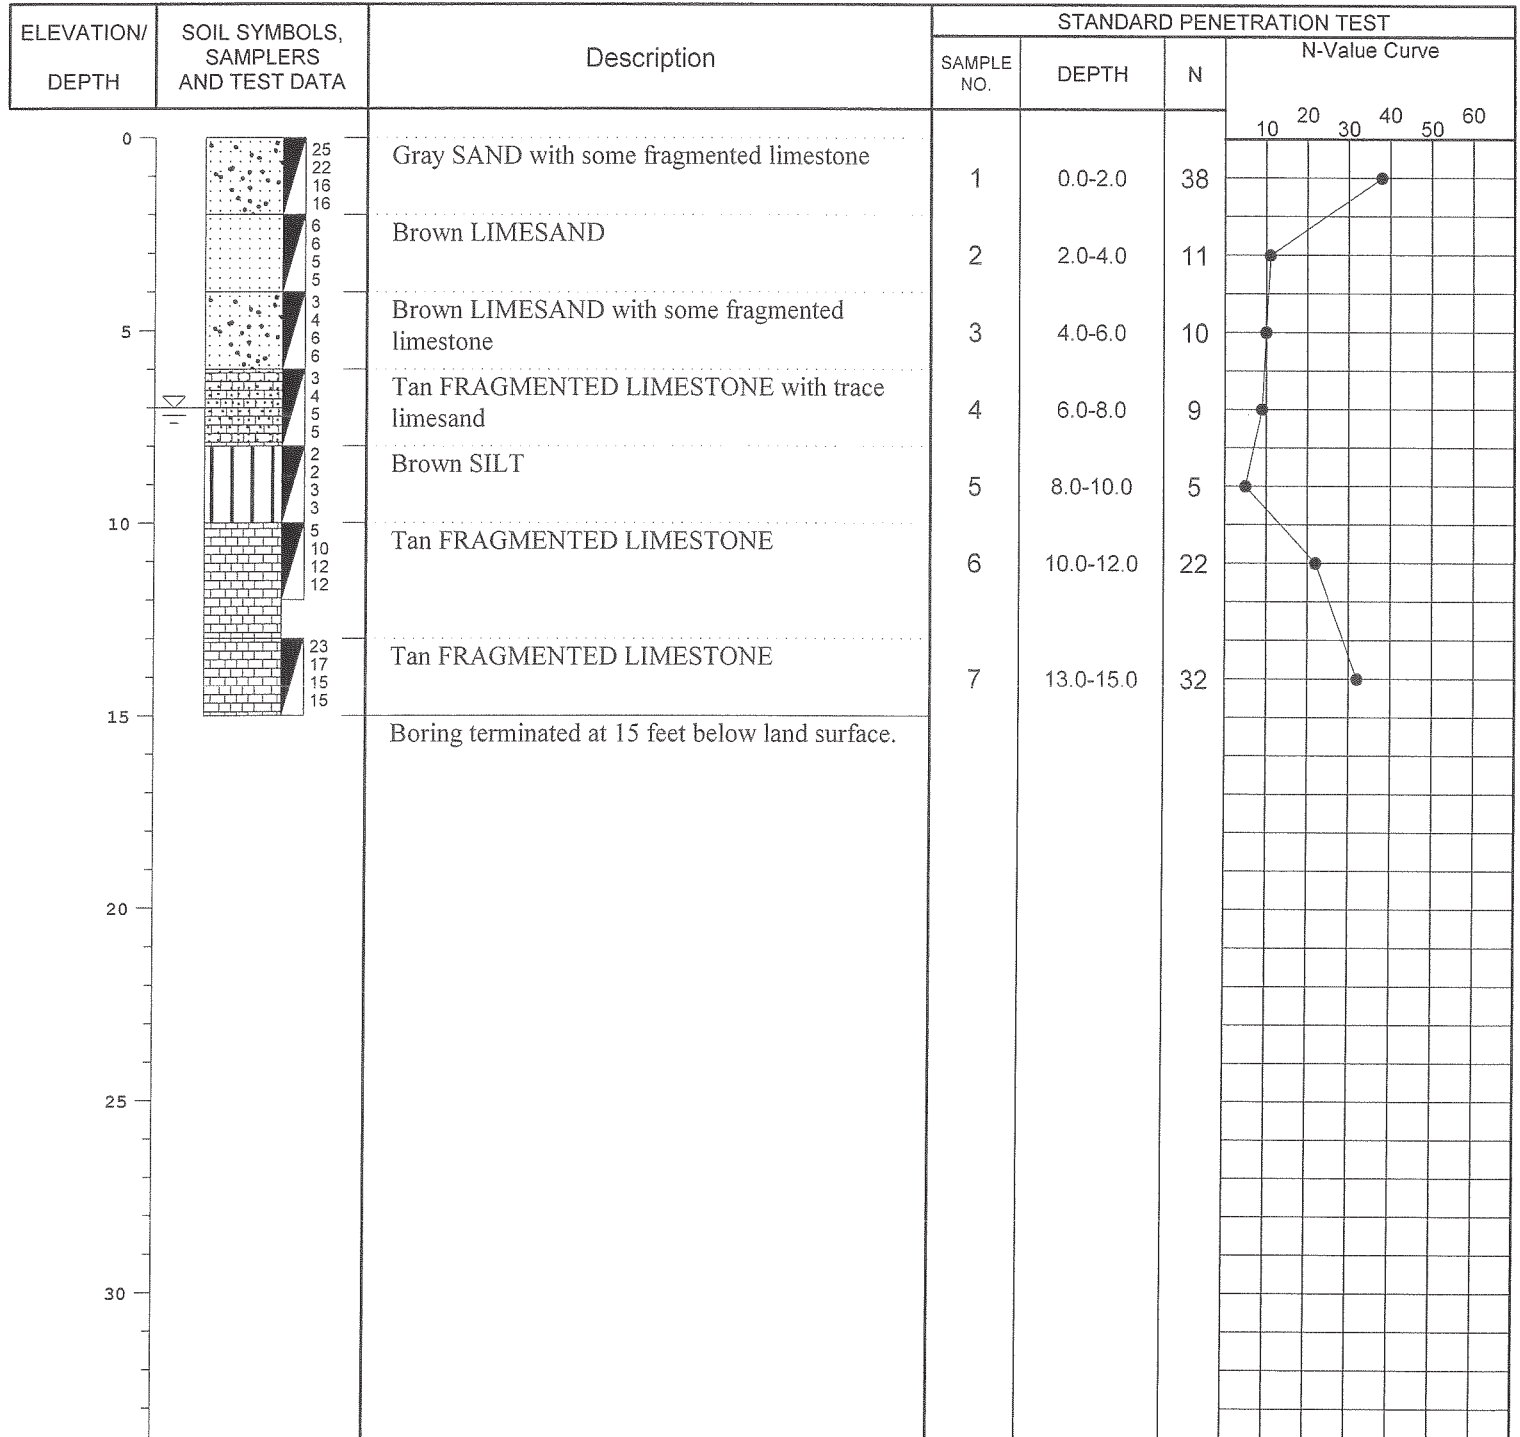 ELEVATION/
DEPTH
SOIL SYMBOLS,
SAMPLERS
AND TEST DATA
Description
STANDARD PENETRATION TEST
SAMPLE
NO.
DEPTH
N
N-Value Curve
10 20 30 40 50 60
0
25
22
16
16
Gray SAND with some fragmented limestone
1 0.0-2.0 38
6
6
5
5
Brown LIMESAND
2 2.0-4.0 11
3
4
6
6
5
Brown LIMESAND with some fragmented
limestone
3 4.0-6.0 10
3
4
5
5
Tan FRAGMENTED LIMESTONE with trace
limesand
4 6.0-8.0 9
2
2
3
3
Brown SILT
5 8.0-10.0 5
10
5
10
12
12
Tan FRAGMENTED LIMESTONE
6 10.0-12.0 22
23
17
15
15
Tan FRAGMENTED LIMESTONE
7 13.0-15.0 32
15
Boring terminated at 15 feet below land surface.
20
25
30